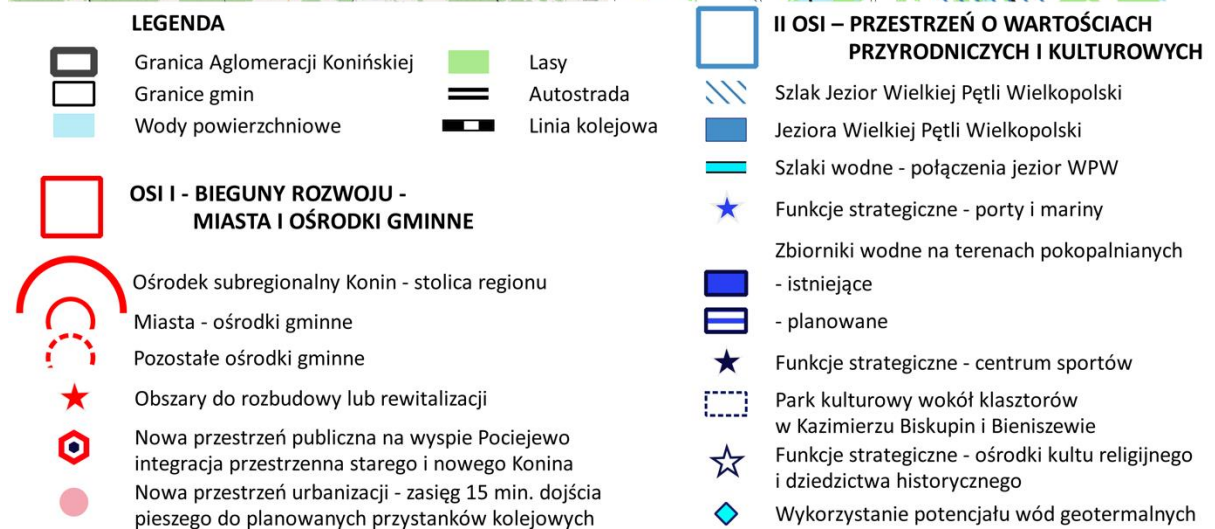 LEGENDA
Granica Aglomeracji Konińskiej
Granice gmin
Wody powierzchniowe
Lasy
Autostrada
Linia kolejowa
OSI I - BIEGUNY ROZWOJU -
MIASTA I OŚRODKI GMINNE
Ośrodek subregionalny Konin - stolica regionu
Miasta - ośrodki gminne
Pozostałe ośrodki gminne
Obszary do rozbudowy lub rewitalizacji
Nowa przestrzeń publiczna na wyspie Pociejewo
integracja przestrzenna starego i nowego Konina
Nowa przestrzeń urbanizacji - zasięg 15 min. dojścia
pieszego do planowanych przystanków kolejowych
II OSI – PRZESTRZEŃ O WARTOŚCIACH
PRZYRODNICZYCH I KULTUROWYCH
Szlak Jezior Wielkiej Pętli Wielkopolski
Jeziora Wielkiej Pętli Wielkopolski
Szlaki wodne - połączenia jezior WPW
Funkcje strategiczne - porty i mariny
Zbiorniki wodne na terenach pokopalnianych
- istniejące
- planowane
Funkcje strategiczne - centrum sportów
Park kulturowy wokół klasztorów
w Kazimierzu Biskupin i Bieniszewie
Funkcje strategiczne - ośrodki kultu religijnego
i dziedzictwa historycznego
Wykorzystanie potencjału wód geotermalnych